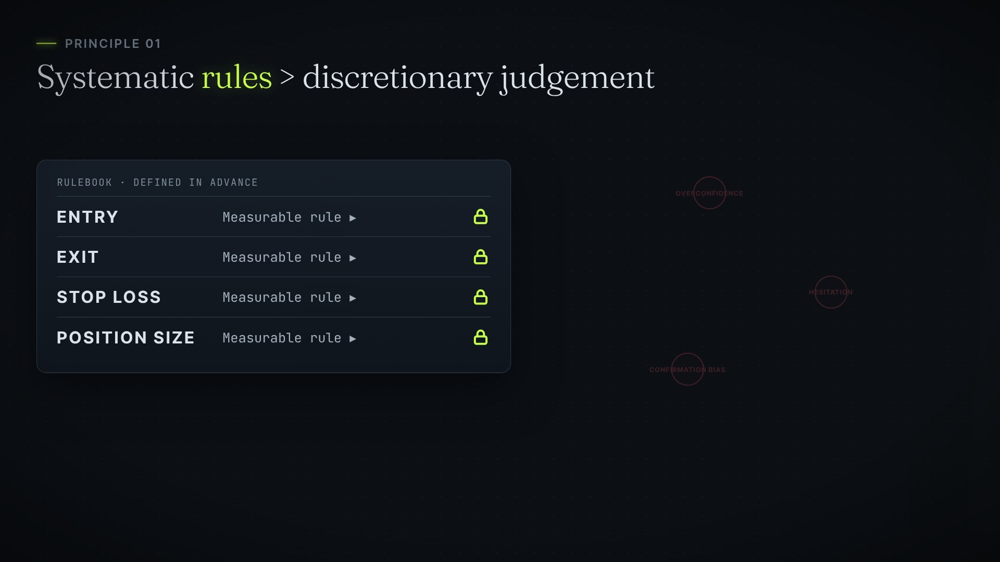 PRINCIPLE 01
Systematic rules > discretionary judgement
RULEBOOK · DEFINED IN ADVANCE
ENTRY Measurable rule ▸
EXIT Measurable rule ▸
STOP LOSS Measurable rule ▸
POSITION SIZE Measurable rule ▸
OVERCONFIDENCE
HESITATION
CONFIRMATION BIAS